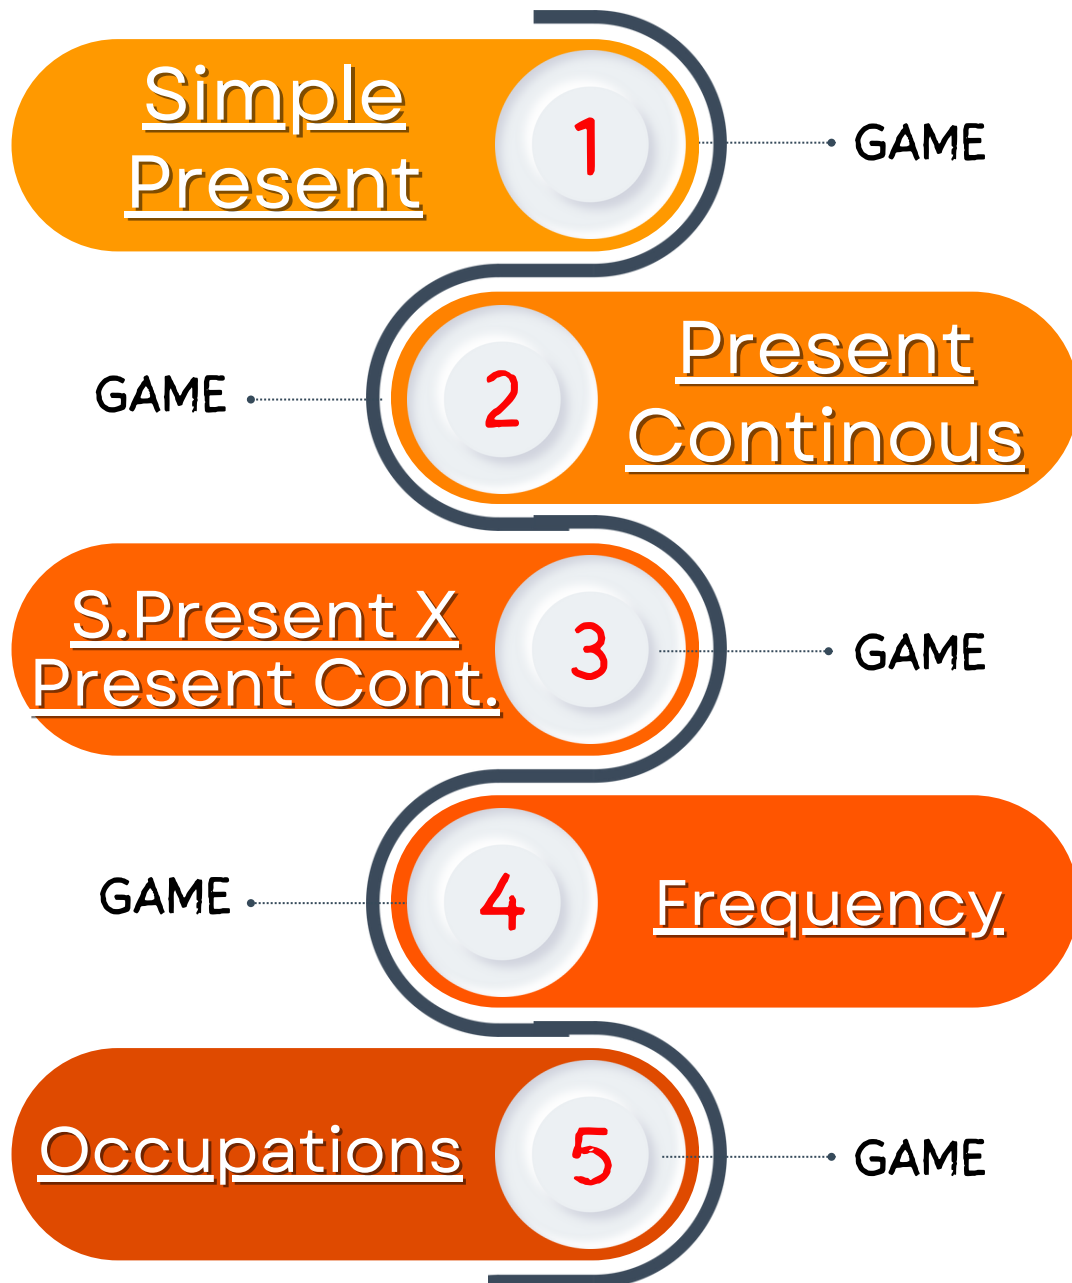 Simple
Present
1
GAME
GAME
2
Present
Continous
S.Present X
Present Cont.
3
GAME
GAME
4
Frequency
Occupations
5
GAME